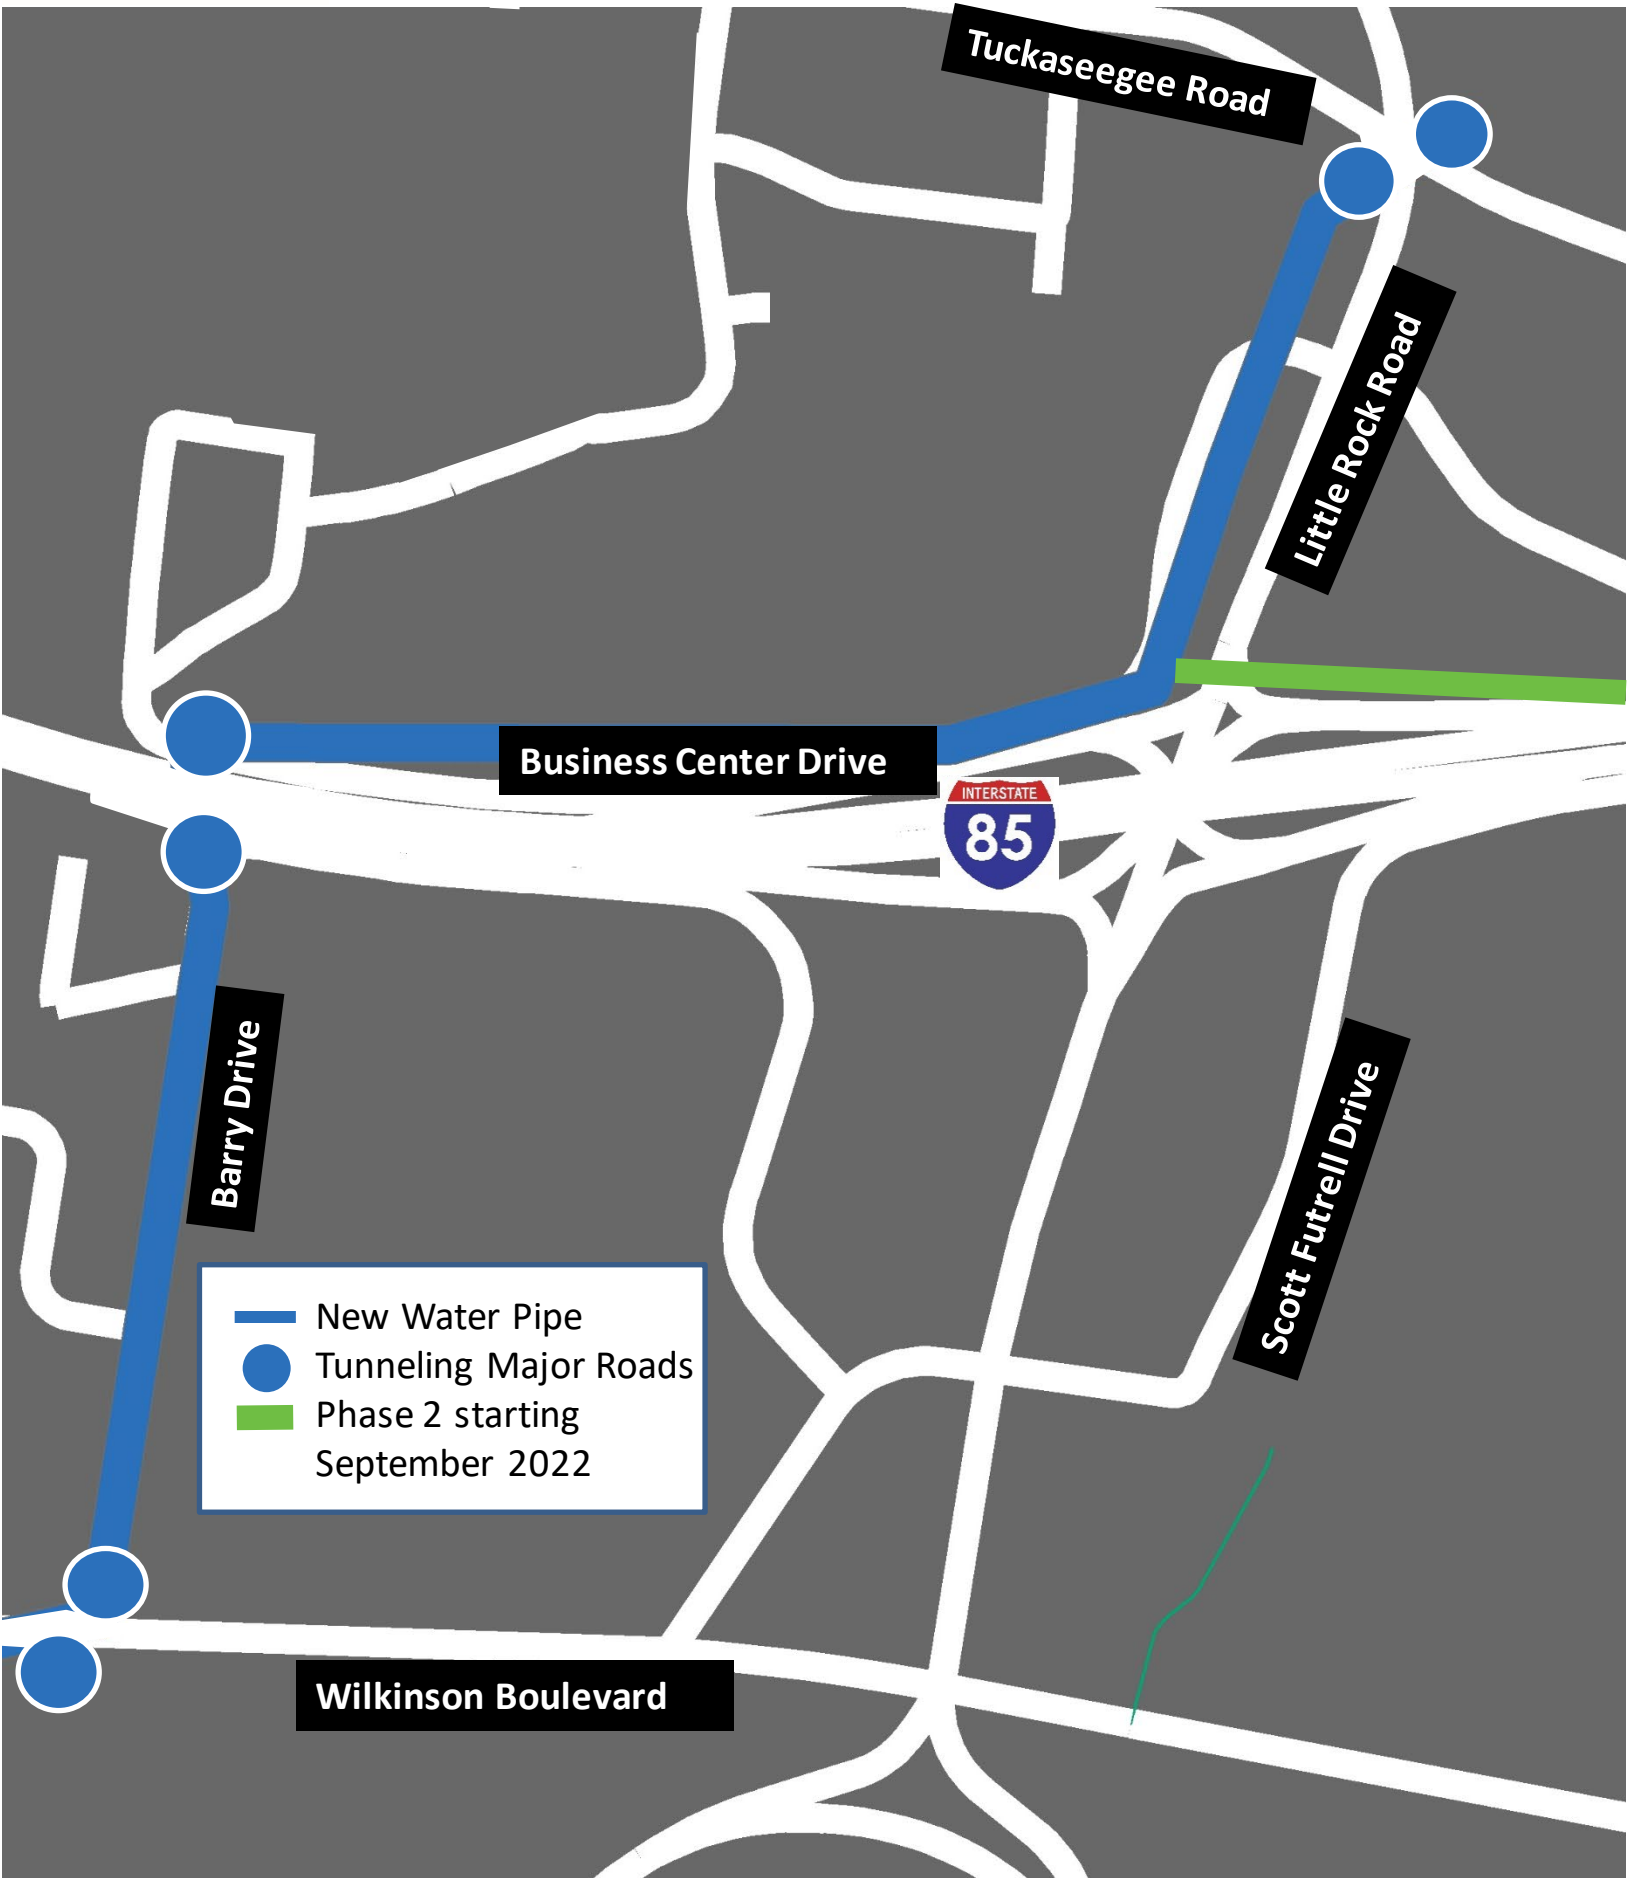 Tuckaseegee Road
Little Rock Road
Business Center Drive
INTERSTATE
85
Barry Drive
Scott Futrell Drive
New Water Pipe
Tunneling Major Roads
Phase 2 starting
September 2022
Wilkinson Boulevard